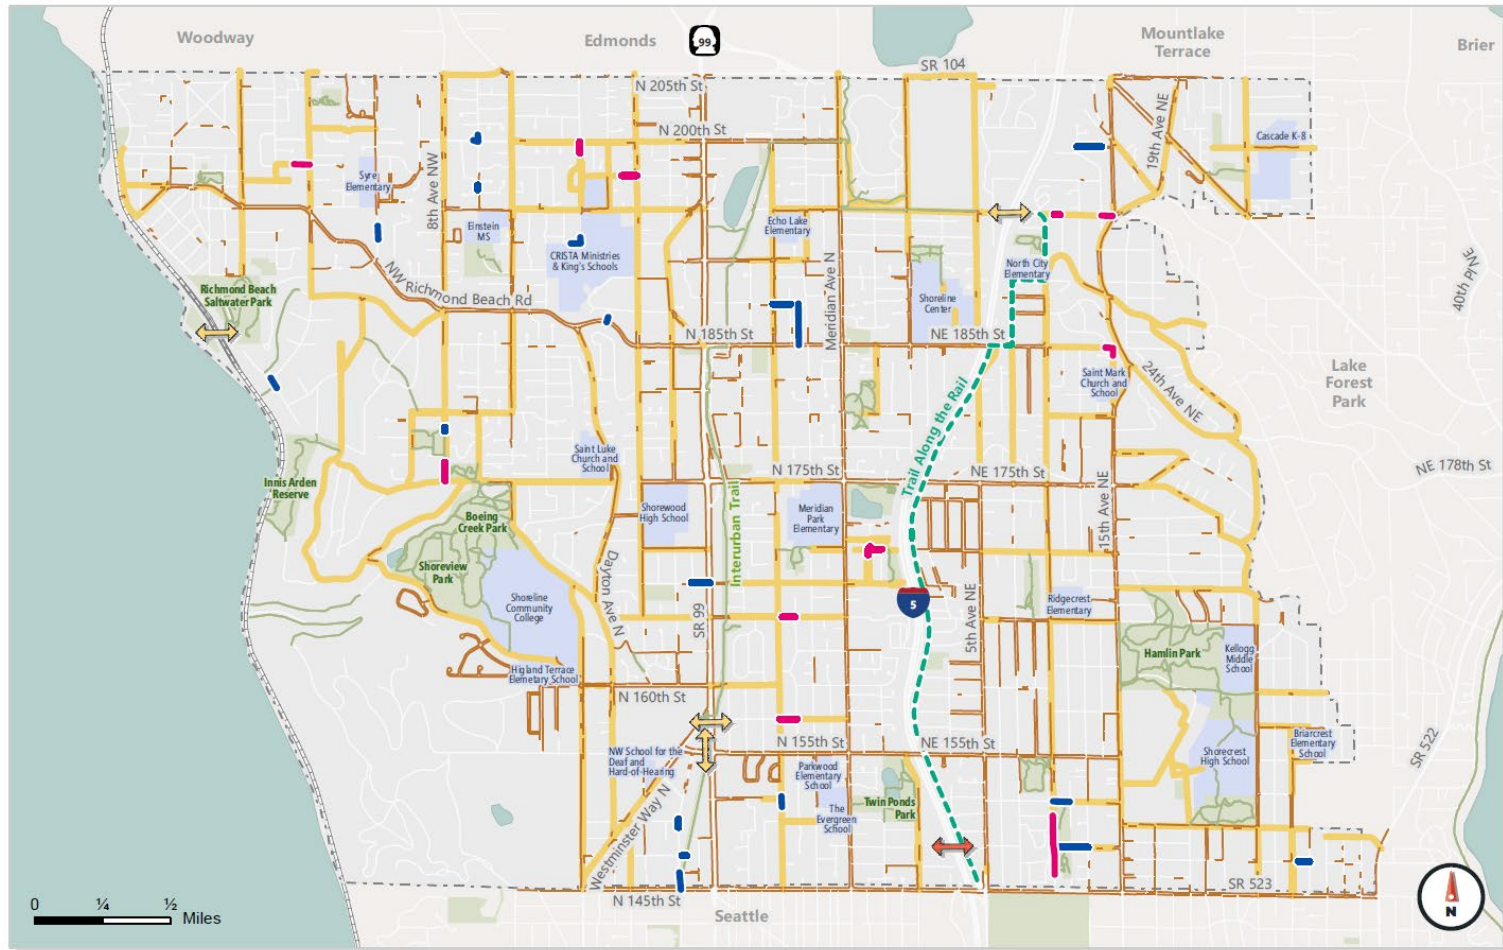 Woodway
Edmonds
99
Mountlake
Terrace
Brier
SR 104
N 205th St
N 200th St
19th Ave NE
Cascade K-8
8th Ave NW
Syre
Elementary
Einstein
MS
Echo Lake
Elementary
CRISTA Ministries
& King's Schools
North City
Elementary
40th Pl NE
NW Richmond Beach Rd
Richmond Beach
Saltwater Park
Meridian Ave N
Shoreline
Center
N 185th St
NE 185th St
Saint Mark
Church and
School
24th Ave NE
Lake
Forest
Park
Trail Along the Rail
Saint Luke
Church and
School
N 175th St
NE 175th St
NE 178th St
Innis Arden
Reserve
Shorewood
High School
Interurban Trail
Meridian
Park
Elementary
15th Ave NE
Boeing
Creek Park
Shoreview
Park
Dayton Ave N
Shoreline
Community
College
SR 99
5
5th Ave NE
Ridgecrest
Elementary
Hamlin Park
Kellogg
Middle
School
Higland Terrace
Elemetary School
N 160th St
N 155th St
NE 155th St
NW School for the
Deaf and
Hard-of-Hearing
Parkwood
Elementary
School
Shorecrest
High School
Briarcrest
Elementary
School
SR 522
The
Evergreen
School
Twin Ponds
Park
Westminster Way N
N 145th St
SR 523
Seattle
0 ¼ ½
Miles
N